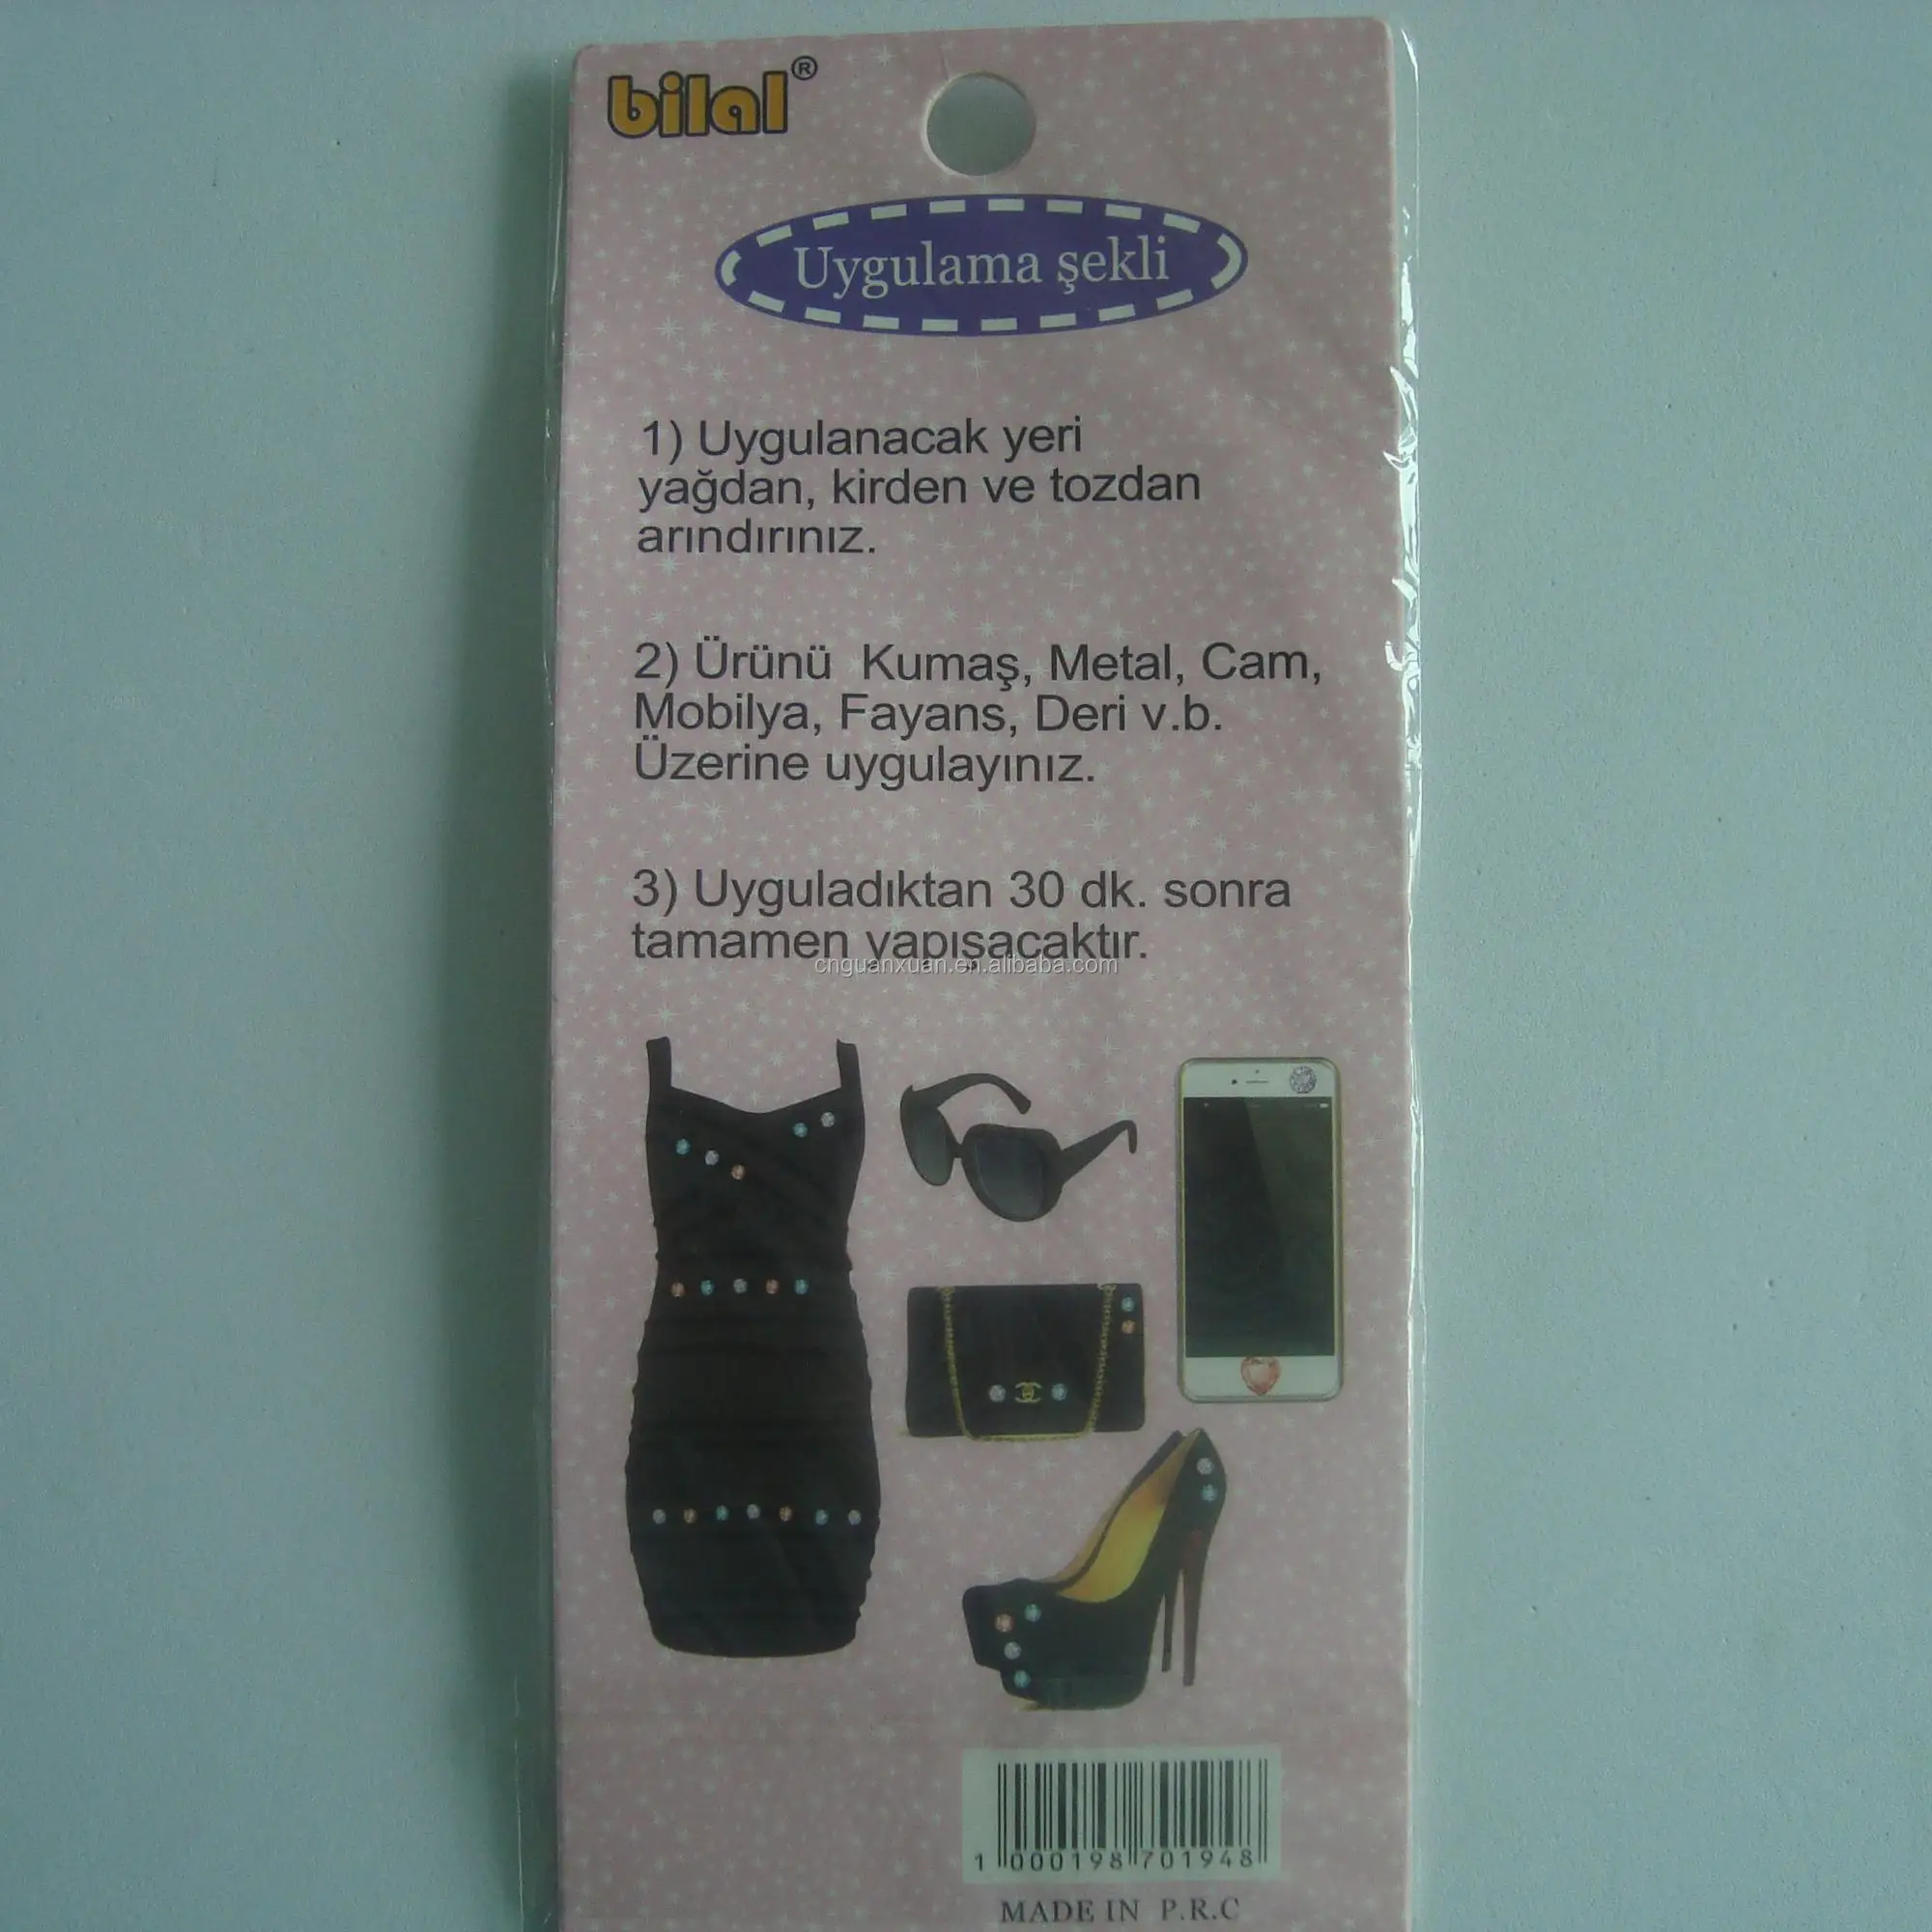 bilal®
Uygulama şekli
1) Uygulanacak yeri
yağdan, kirden ve tozdan
arındırınız.
2) Ürünü Kumaş, Metal, Cam,
Mobilya, Fayans, Deri v.b.
Üzerine uygulayınız.
3) Uyguladıktan 30 dk. sonra
tamamen yapışacaktır.
cnguanxuan.en.alibaba.com
1 000198 701948
MADE IN P.R.C